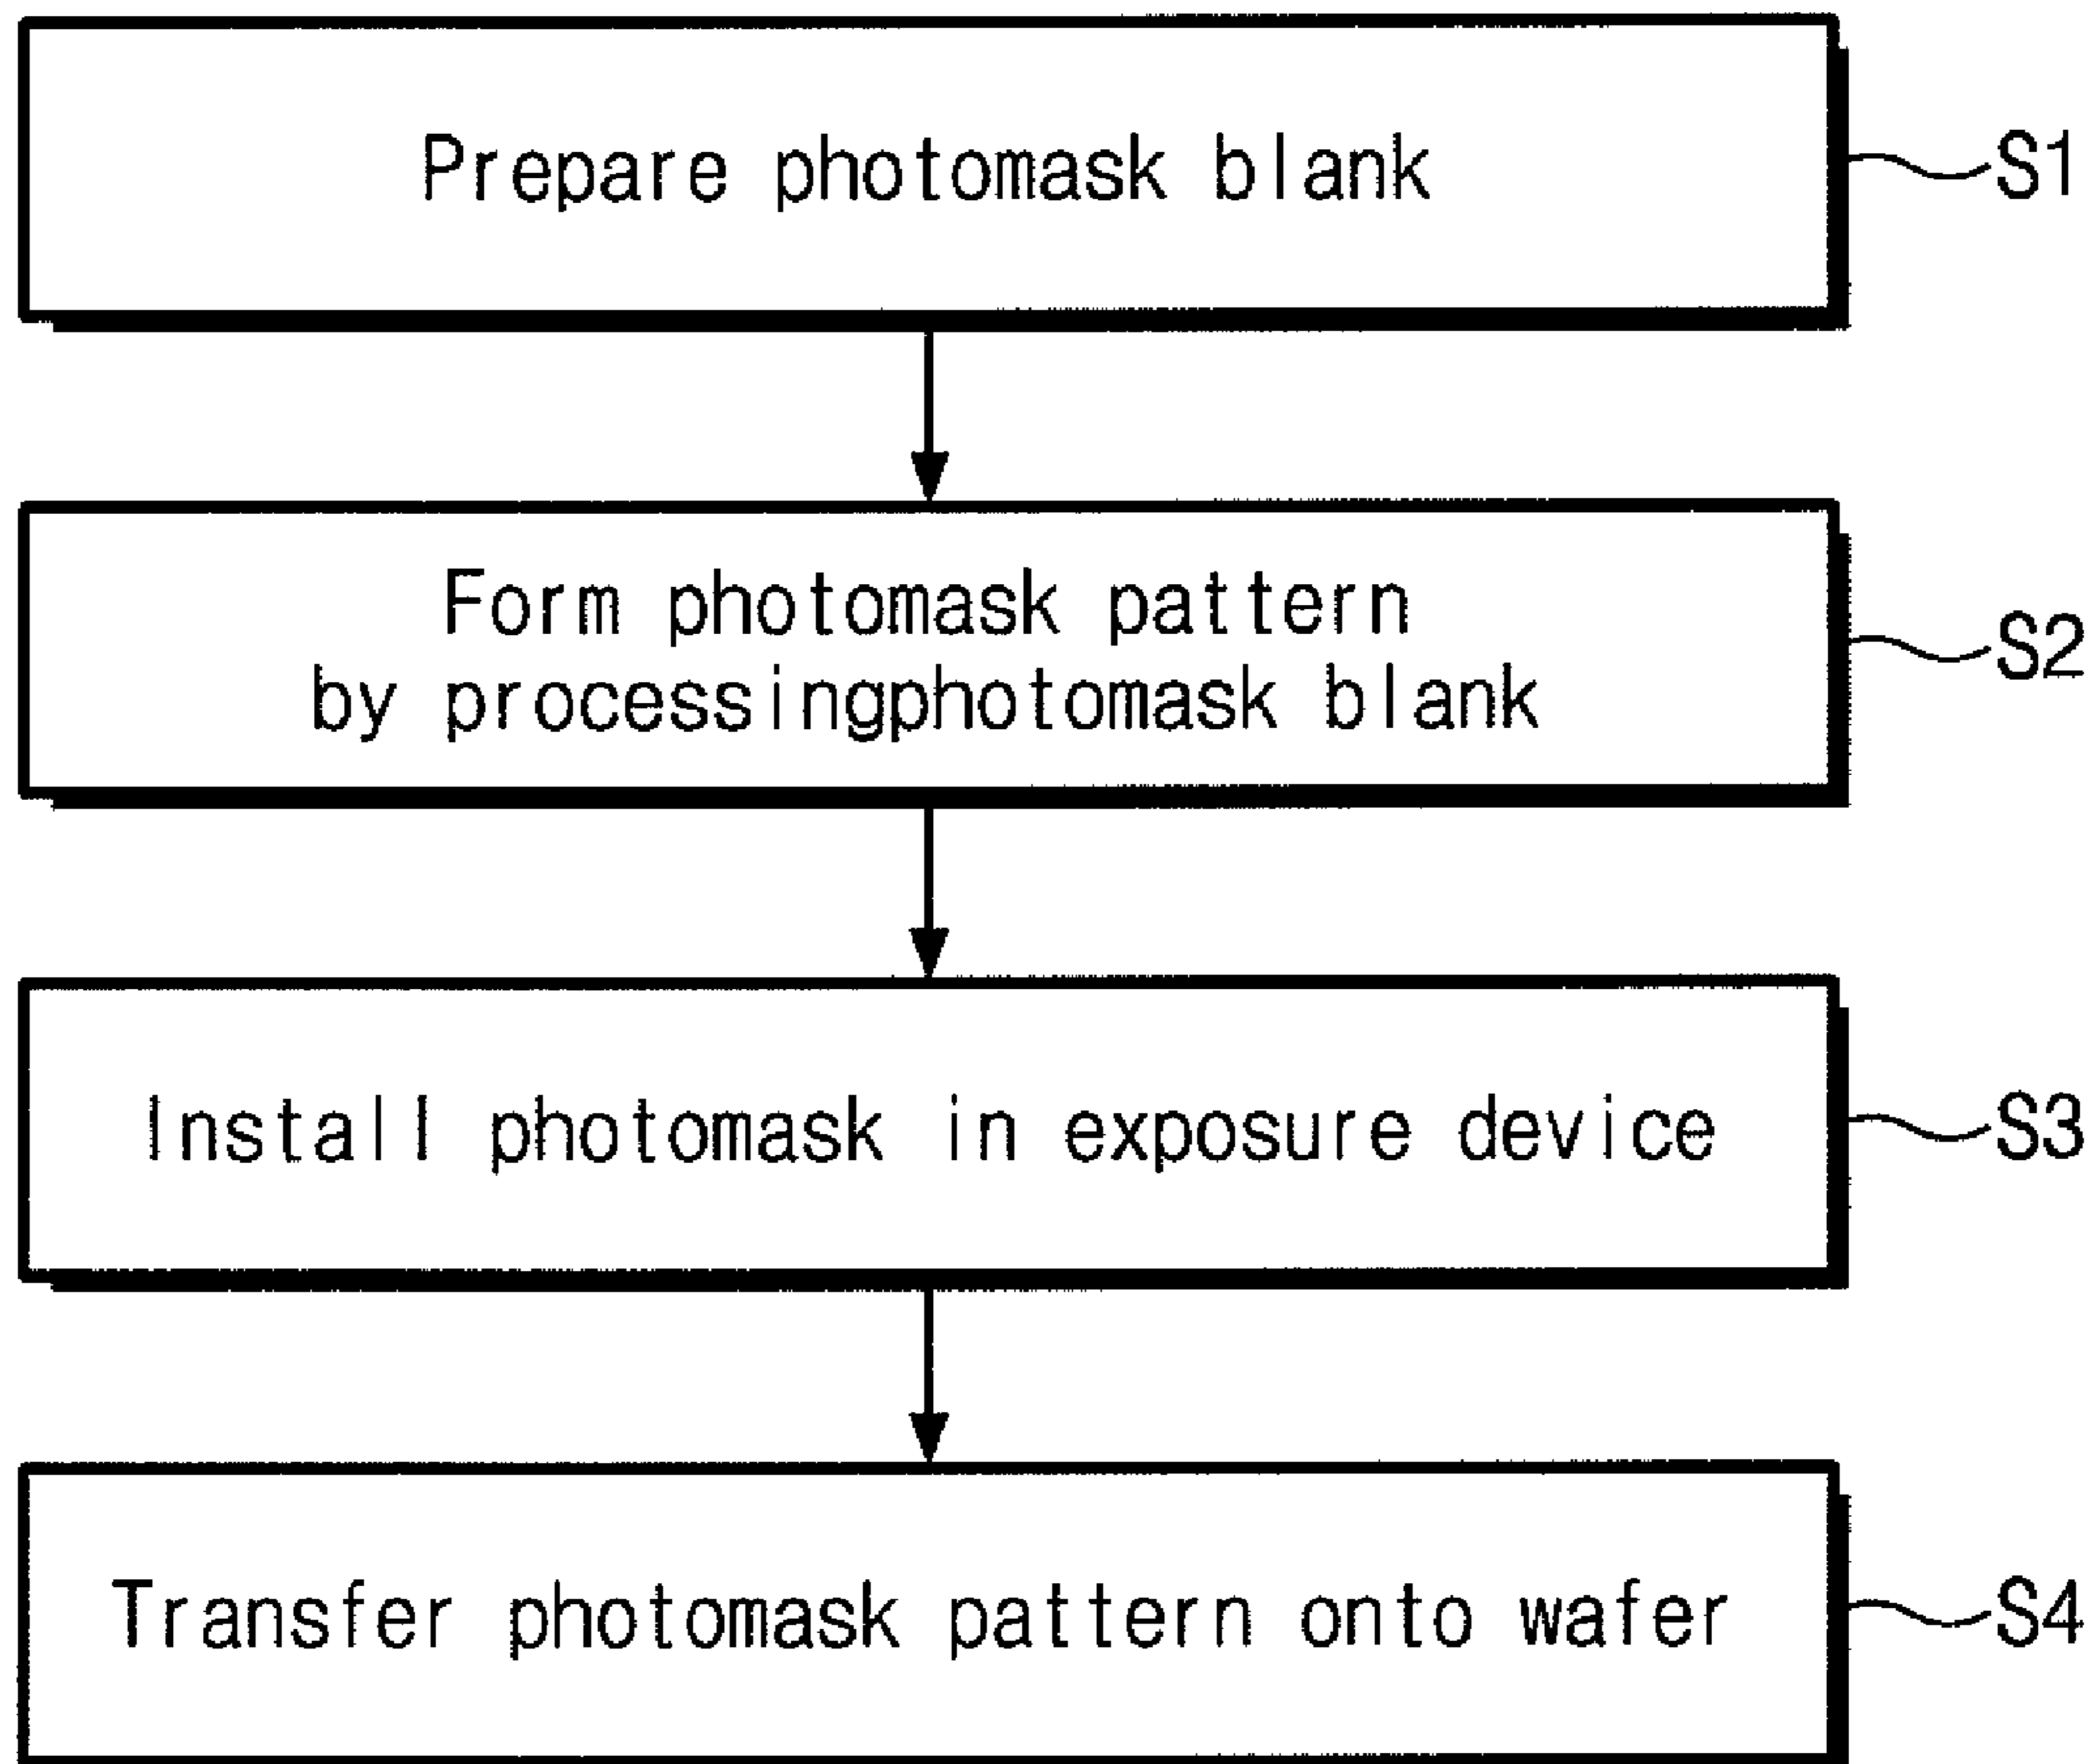 Prepare photomask blank
S1
Form photomask pattern
by processingphotomask blank
S2
Install photomask in exposure device
S3
Transfer photomask pattern onto wafer
S4